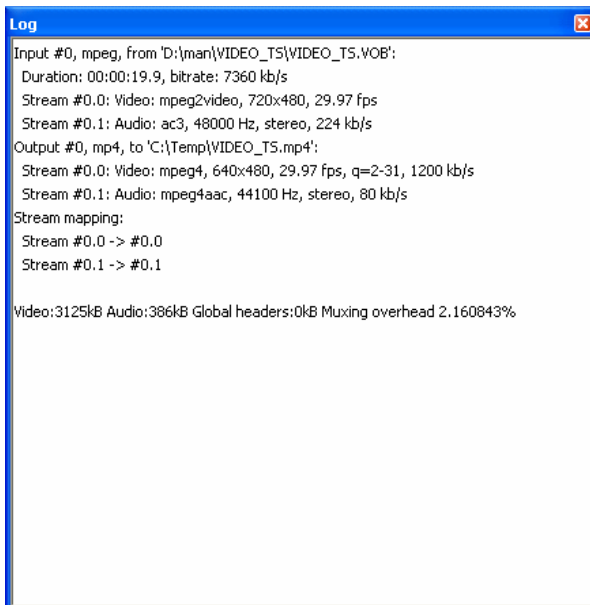 Log
Input #0, mpeg, from 'D:\man\VIDEO_TS\VIDEO_TS.VOB':
Duration: 00:00:19.9, bitrate: 7360 kb/s
Stream #0.0: Video: mpeg2video, 720x480, 29.97 fps
Stream #0.1: Audio: ac3, 48000 Hz, stereo, 224 kb/s
Output #0, mp4, to 'C:\Temp\VIDEO_TS.mp4':
Stream #0.0: Video: mpeg4, 640x480, 29.97 fps, q=2-31, 1200 kb/s
Stream #0.1: Audio: mpeg4aac, 44100 Hz, stereo, 80 kb/s
Stream mapping:
Stream #0.0 -> #0.0
Stream #0.1 -> #0.1
Video:3125kB Audio:386kB Global headers:0kB Muxing overhead 2.160843%